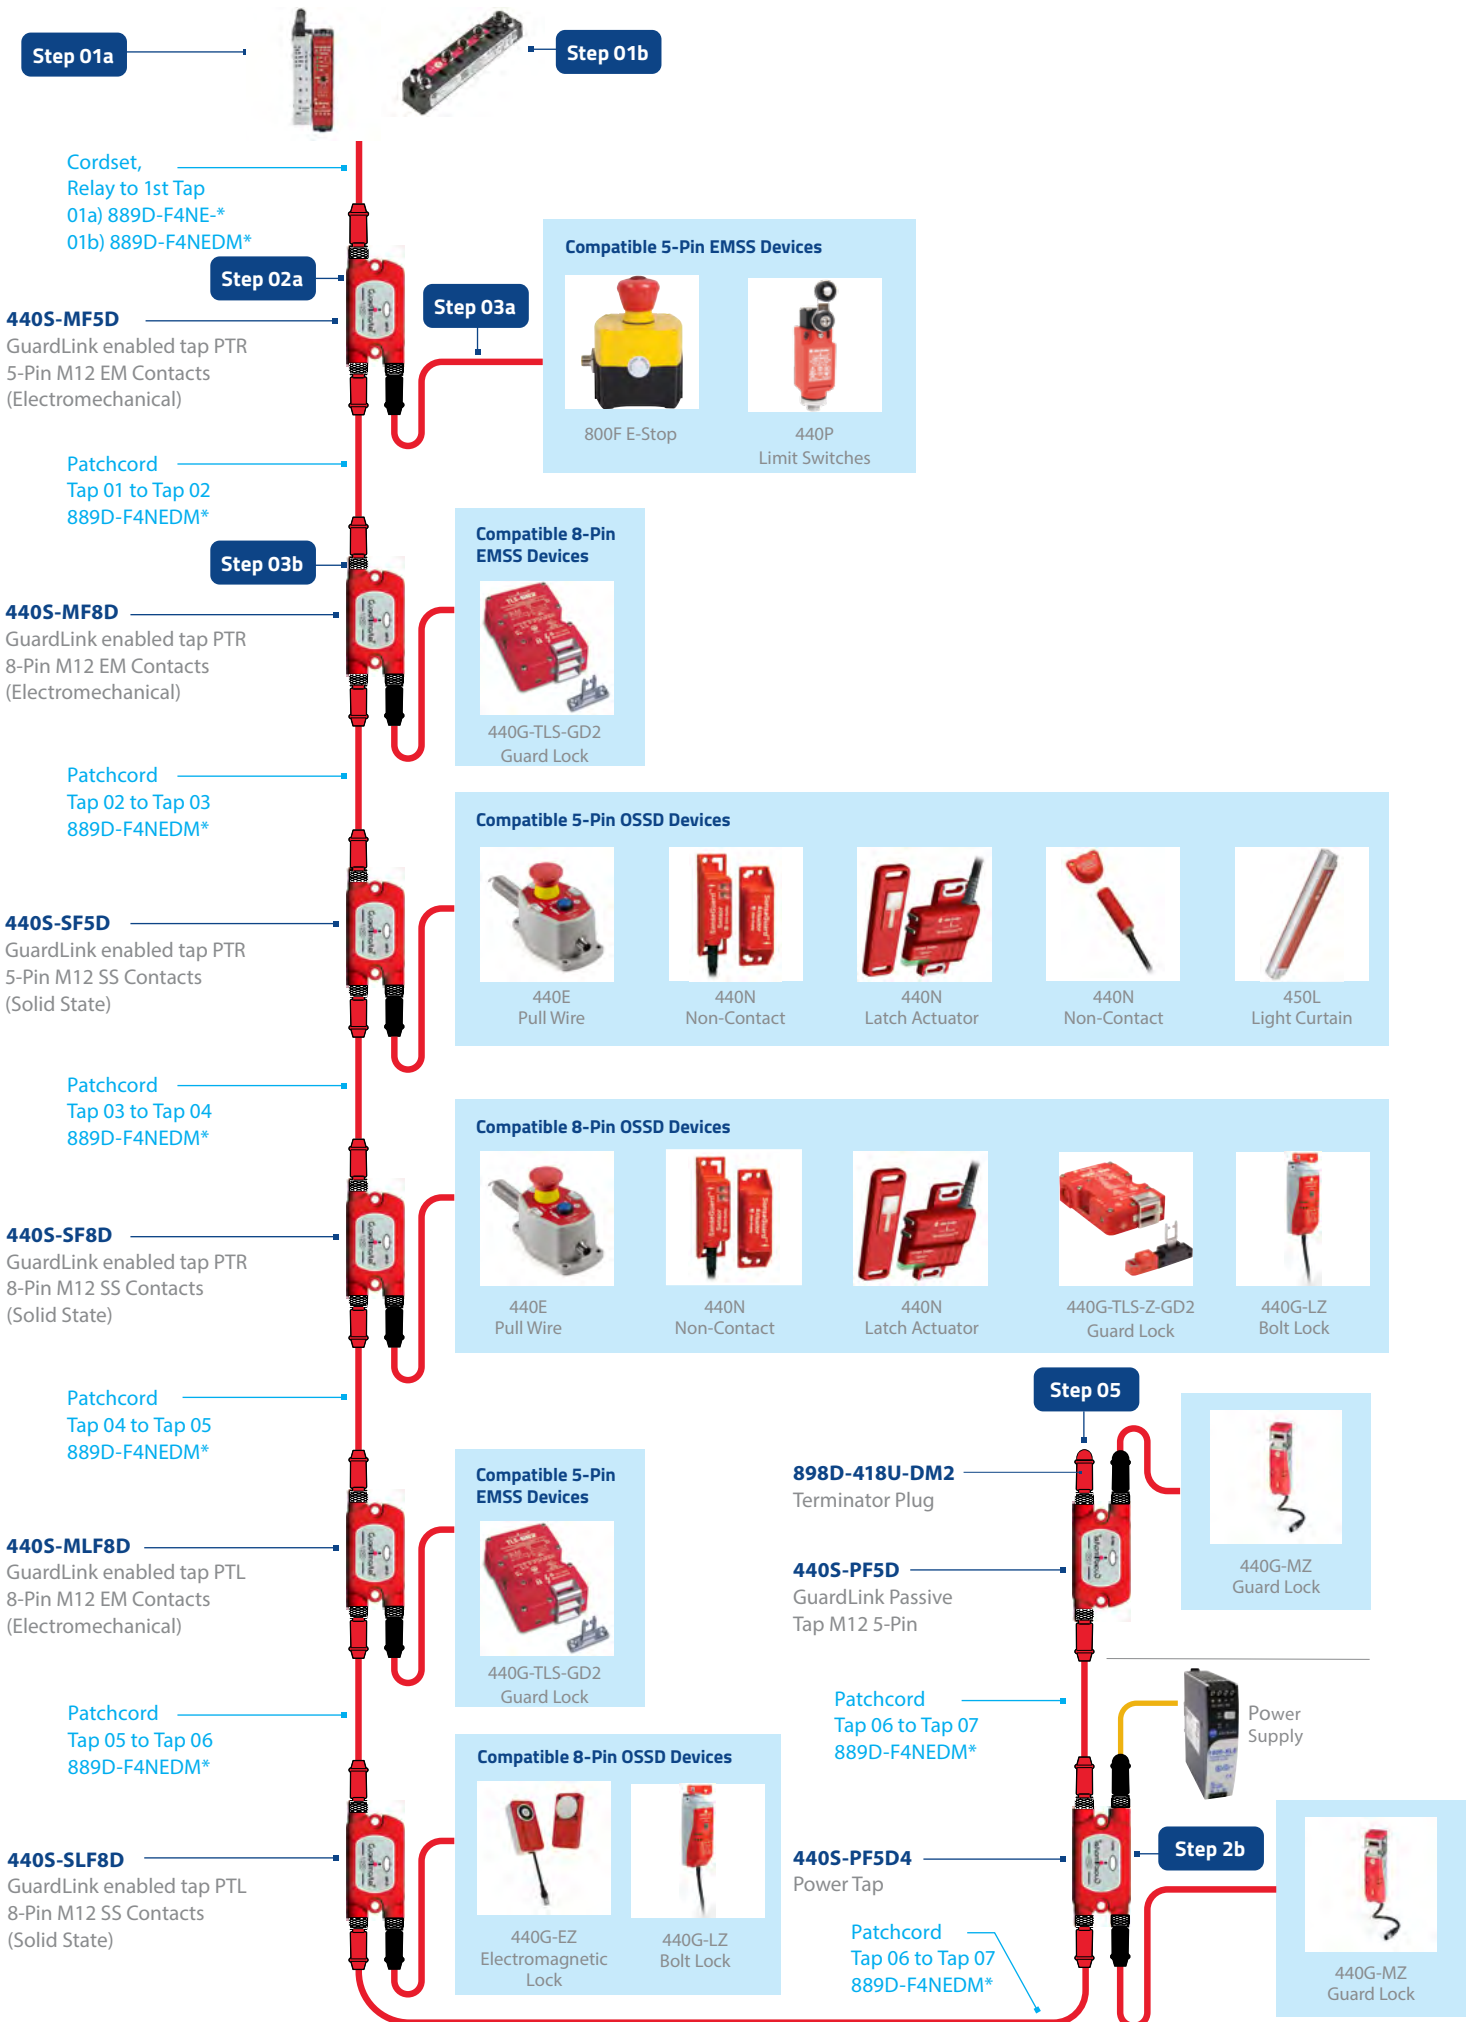 Step 01a
Step 01b
Cordset,
Relay to 1st Tap
01a) 889D-F4NE-*
01b) 889D-F4NEDM*
Step 02a
440S-MF5D
GuardLink enabled tap PTR
5-Pin M12 EM Contacts
(Electromechanical)
Step 03a
Compatible 5-Pin EMSS Devices
800F E-Stop
440P
Limit Switches
Patchcord
Tap 01 to Tap 02
889D-F4NEDM*
Step 03b
440S-MF8D
GuardLink enabled tap PTR
8-Pin M12 EM Contacts
(Electromechanical)
Compatible 8-Pin
EMSS Devices
440G-TLS-GD2
Guard Lock
Patchcord
Tap 02 to Tap 03
889D-F4NEDM*
440S-SF5D
GuardLink enabled tap PTR
5-Pin M12 SS Contacts
(Solid State)
Compatible 5-Pin OSSD Devices
440E
Pull Wire
440N
Non-Contact
440N
Latch Actuator
440N
Non-Contact
450L
Light Curtain
Patchcord
Tap 03 to Tap 04
889D-F4NEDM*
440S-SF8D
GuardLink enabled tap PTR
8-Pin M12 SS Contacts
(Solid State)
Compatible 8-Pin OSSD Devices
440E
Pull Wire
440N
Non-Contact
440N
Latch Actuator
440G-TLS-Z-GD2
Guard Lock
440G-LZ
Bolt Lock
Patchcord
Tap 04 to Tap 05
889D-F4NEDM*
440S-MLF8D
GuardLink enabled tap PTL
8-Pin M12 EM Contacts
(Electromechanical)
Compatible 5-Pin
EMSS Devices
440G-TLS-GD2
Guard Lock
Patchcord
Tap 05 to Tap 06
889D-F4NEDM*
440S-SLF8D
GuardLink enabled tap PTL
8-Pin M12 SS Contacts
(Solid State)
Compatible 8-Pin OSSD Devices
440G-EZ
Electromagnetic
Lock
440G-LZ
Bolt Lock
Step 05
898D-418U-DM2
Terminator Plug
440S-PF5D
GuardLink Passive
Tap M12 5-Pin
440G-MZ
Guard Lock
Patchcord
Tap 06 to Tap 07
889D-F4NEDM*
Power
Supply
440S-PF5D4
Power Tap
Step 2b
Patchcord
Tap 06 to Tap 07
889D-F4NEDM*
440G-MZ
Guard Lock